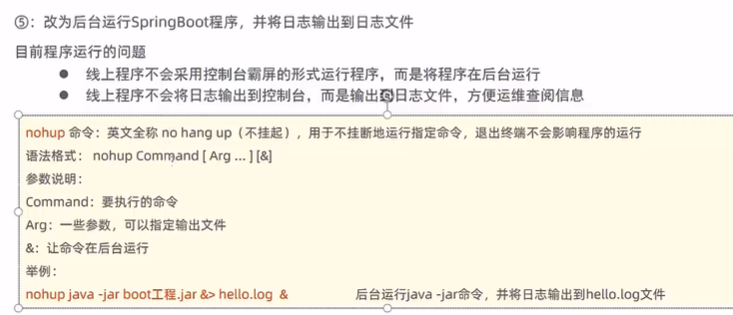 ⑤：改为后台运行SpringBoot程序，并将日志输出到日志文件
目前程序运行的问题
● 线上程序不会采用控制台霸屏的形式运行程序，而是将程序在后台运行
● 线上程序不会将日志输出到控制台，而是输出到日志文件，方便运维查阅信息
nohup 命令：英文全称 no hang up（不挂起），用于不挂断地运行指定命令，退出终端不会影响程序的运行
语法格式： nohup Command [ Arg … ] [&]
参数说明：
Command：要执行的命令
Arg：一些参数，可以指定输出文件
&：让命令在后台运行
举例：
nohup java -jar boot工程.jar &> hello.log & 后台运行java -jar命令，并将日志输出到hello.log文件